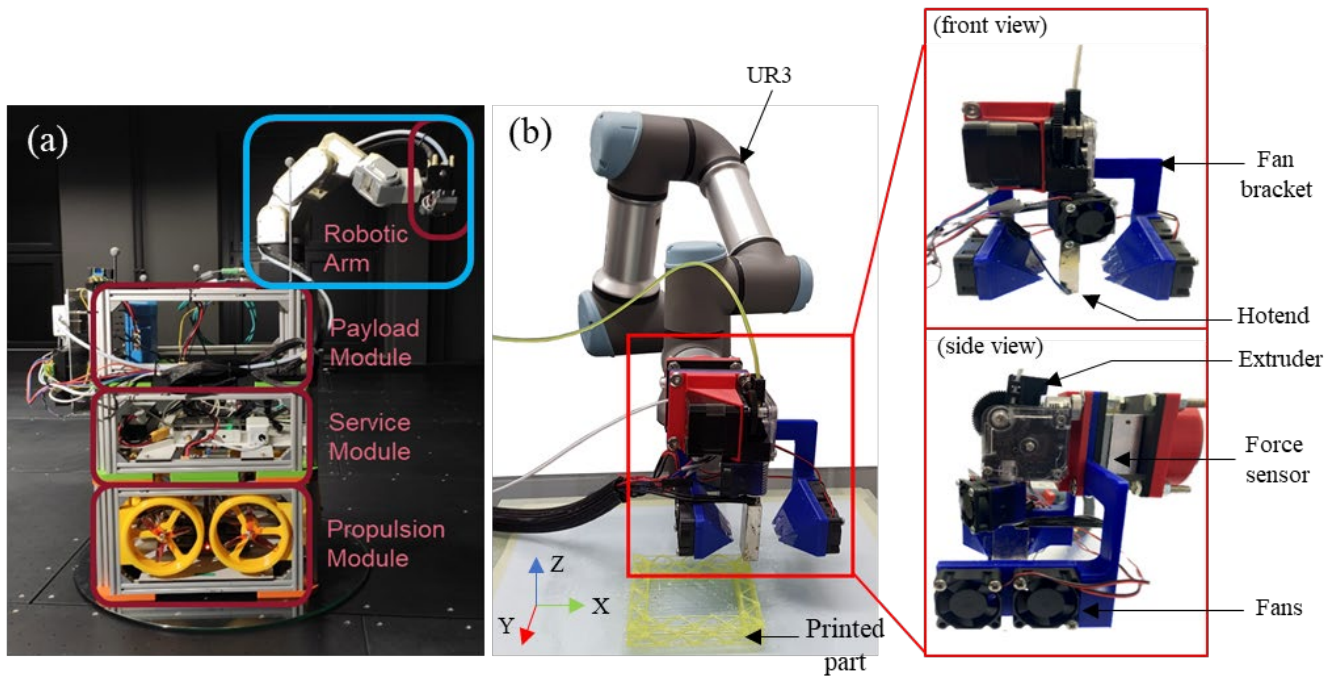 (a)
Robotic
Arm
Payload
Module
Service
Module
Propulsion
Module
(b)
UR3
Z
X
Y
Printed
part
(front view)
Fan
bracket
Hotend
(side view)
Extruder
Force
sensor
Fans